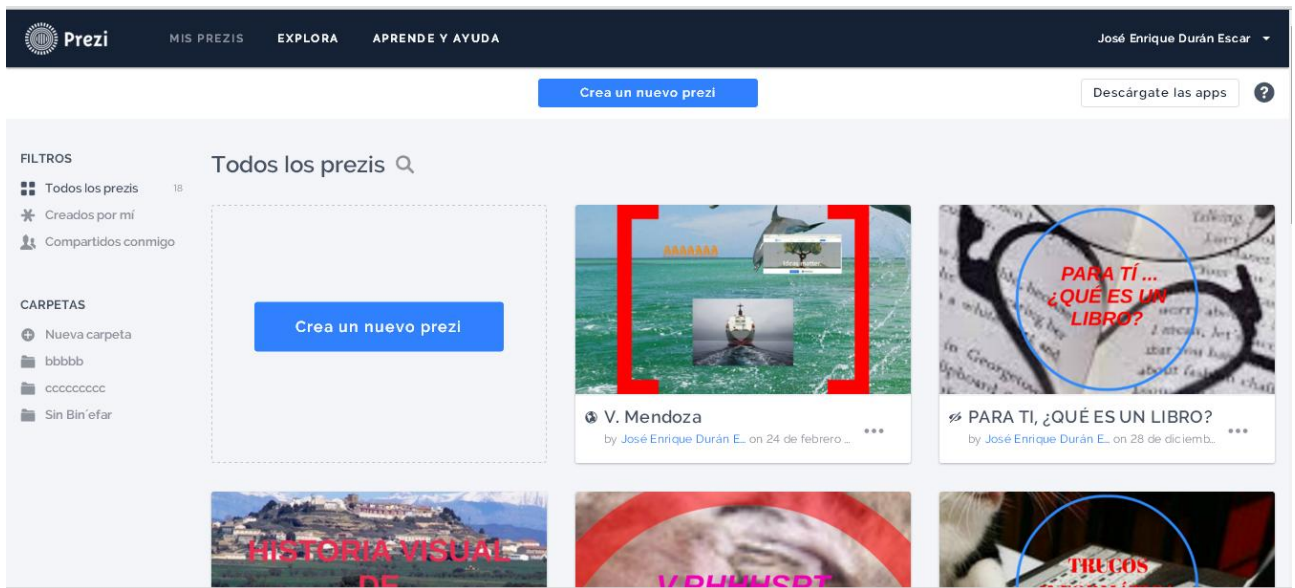 Prezi MIS PREZIS EXPLORA APRENDE Y AYUDA José Enrique Durán Escar
Crea un nuevo prezi Descárgate las apps ?
FILTROS
Todos los prezis 18
Creados por mí
Compartidos conmigo
CARPETAS
Nueva carpeta
bbbbb
ccccccccc
Sin Bin´efar
Todos los prezis
Crea un nuevo prezi
AAAAAAA
V. Mendoza
by José Enrique Durán E... on 24 de febrero ...
PARA TÍ ...
¿QUÉ ES UN
LIBRO?
PARA TI, ¿QUÉ ES UN LIBRO?
by José Enrique Durán E... on 28 de diciemb...
HISTORIA VISUAL
DE
TRUCOS